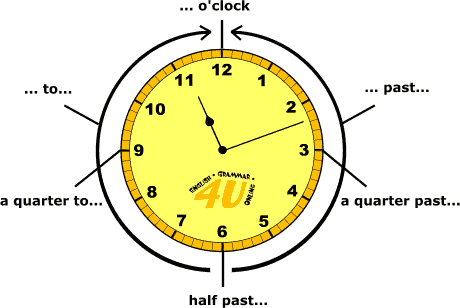 ... o'clock
... to...
... past...
12
11
1
10
2
9
3
8
4
7
5
6
ENGLISH • GRAMMAR •
4U
ONLINE
a quarter to...
a quarter past...
half past...